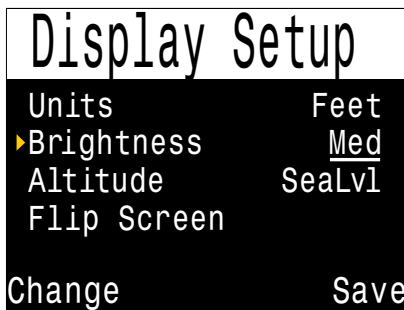 Display Setup
Units Feet
Brightness Med
Altitude SeaLvl
Flip Screen
Change Save